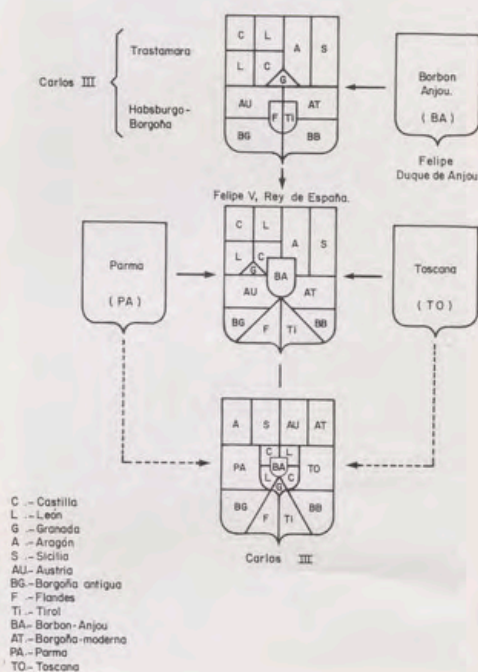 C L A S
L C
G
AU AT
F Ti
BG BB
Carlos III
Trastamara
Habsburgo-
Borgoña
Borbon
Anjou.
(BA)
Felipe
Duque de Anjou
Felipe V, Rey de España.
C L A S
L C
G
BA
AU AT
BG F Ti BB
Parma
(PA)
Toscana
(TO)
A S AU AT
C L
PA BA TO
L C
G
BG F Ti BB
Carlos III
C .- Castilla
L .- León
G .- Granada
A .- Aragón
S .- Sicilia
AU.- Austria
BG.- Borgoña antigua
F .- Flandes
Ti .- Tirol
BA.- Borbon-Anjou
AT.- Borgoña-moderna
PA.- Parma
TO.- Toscana